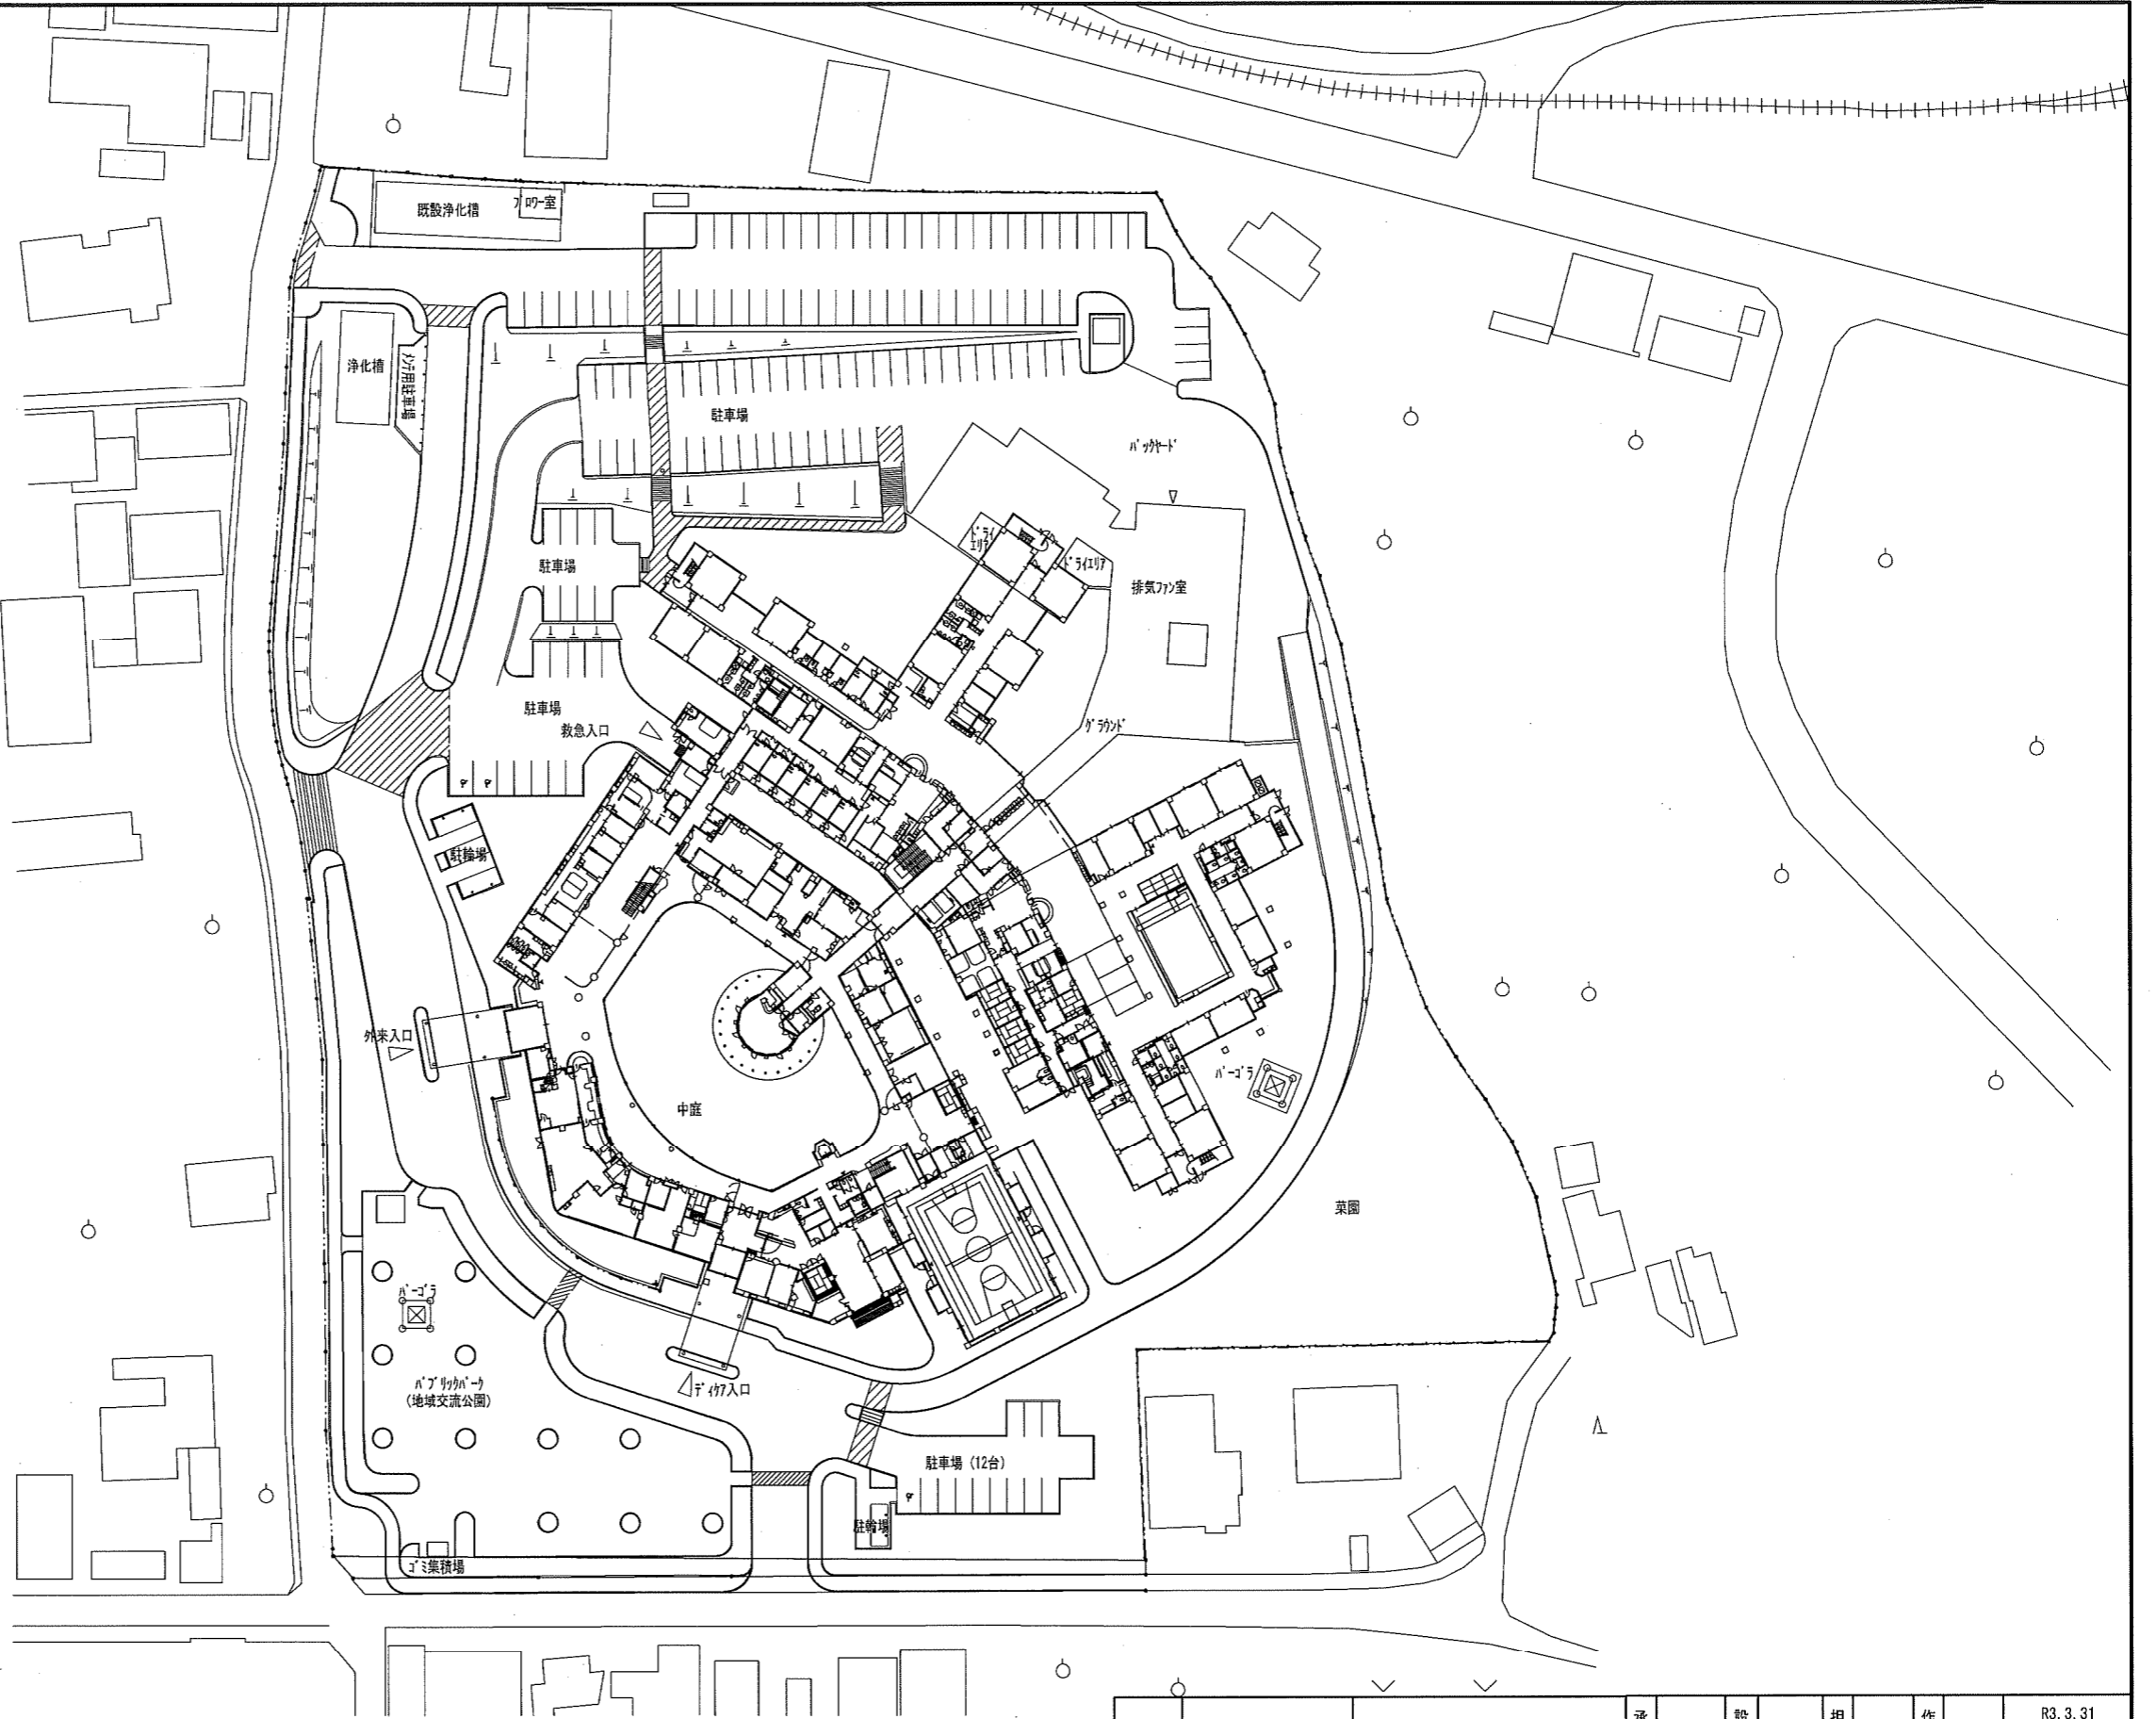 既設浄化槽
ブロワー室
浄化槽
メンテ用駐車場
駐車場
バックヤード
ドライ
エリア
ドライエリア
駐車場
排気ファン室
駐車場
救急入口
グラウンド
駐輪場
外来入口
パーゴラ
中庭
菜園
パーゴラ
パブリックパーク
(地域交流公園)
デイケア入口
駐車場 (12台)
駐輪場
ゴミ集積場
承
設
担
作
R3.3.31